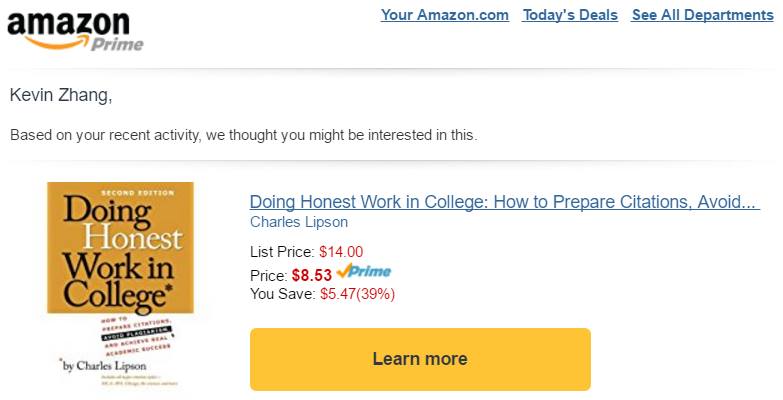 amazon
Prime
Your Amazon.com Today's Deals See All Departments
Kevin Zhang,
Based on your recent activity, we thought you might be interested in this.
SECOND EDITION
Doing
Honest
Work in
College*
HOW TO
PREPARE CITATIONS,
AVOID PLAGIARISM,
AND ACHIEVE REAL
ACADEMIC SUCCESS
*by Charles Lipson
Doing Honest Work in College: How to Prepare Citations, Avoid...
Charles Lipson
List Price: $14.00
Price: $8.53 Prime
You Save: $5.47(39%)
Learn more